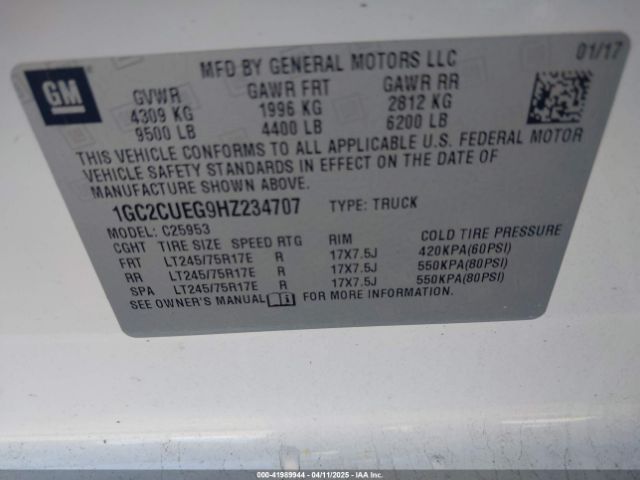 GM
MFD BY GENERAL MOTORS LLC
01/17
GVWR GAWR FRT GAWR RR
4309 KG 1996 KG 2812 KG
9500 LB 4400 LB 6200 LB
THIS VEHICLE CONFORMS TO ALL APPLICABLE U.S. FEDERAL MOTOR
VEHICLE SAFETY STANDARDS IN EFFECT ON THE DATE OF
MANUFACTURE SHOWN ABOVE.
1GC2CUEG9HZ234707 TYPE: TRUCK
MODEL: C25953
CGHT TIRE SIZE SPEED RTG RIM COLD TIRE PRESSURE
FRT LT245/75R17E R 17X7.5J 420KPA(60PSI)
RR LT245/75R17E R 17X7.5J 550KPA(80PSI)
SPA LT245/75R17E R 17X7.5J 550KPA(80PSI)
SEE OWNER'S MANUAL FOR MORE INFORMATION.
000-41989944 - 04/11/2025 - IAAI.COM